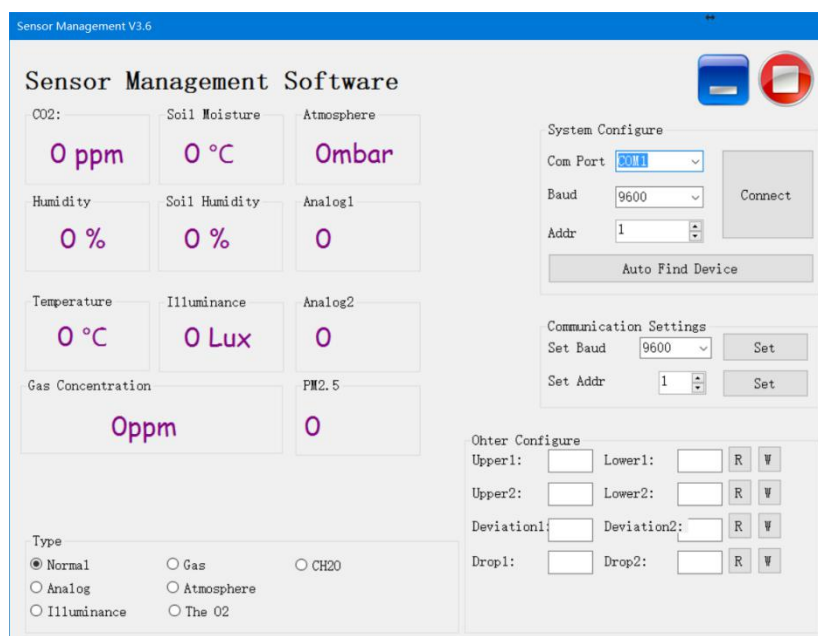 Sensor Management V3.6
Sensor Management Software
CO2: Soil Moisture Atmosphere
0 ppm 0 °C 0mbar
Humidity Soil Humidity Analog1
0 % 0 % 0
Temperature Illuminance Analog2
0 °C 0 Lux 0
Gas Concentration PM2.5
0ppm 0
Type
Normal Gas CH20
Analog Atmosphere
Illuminance The O2
System Configure
Com Port COM1
Baud 9600 Connect
Addr 1
Auto Find Device
Communication Settings
Set Baud 9600 Set
Set Addr 1 Set
Ohter Configure
Upper1: Lower1: R W
Upper2: Lower2: R W
Deviation1: Deviation2: R W
Drop1: Drop2: R W